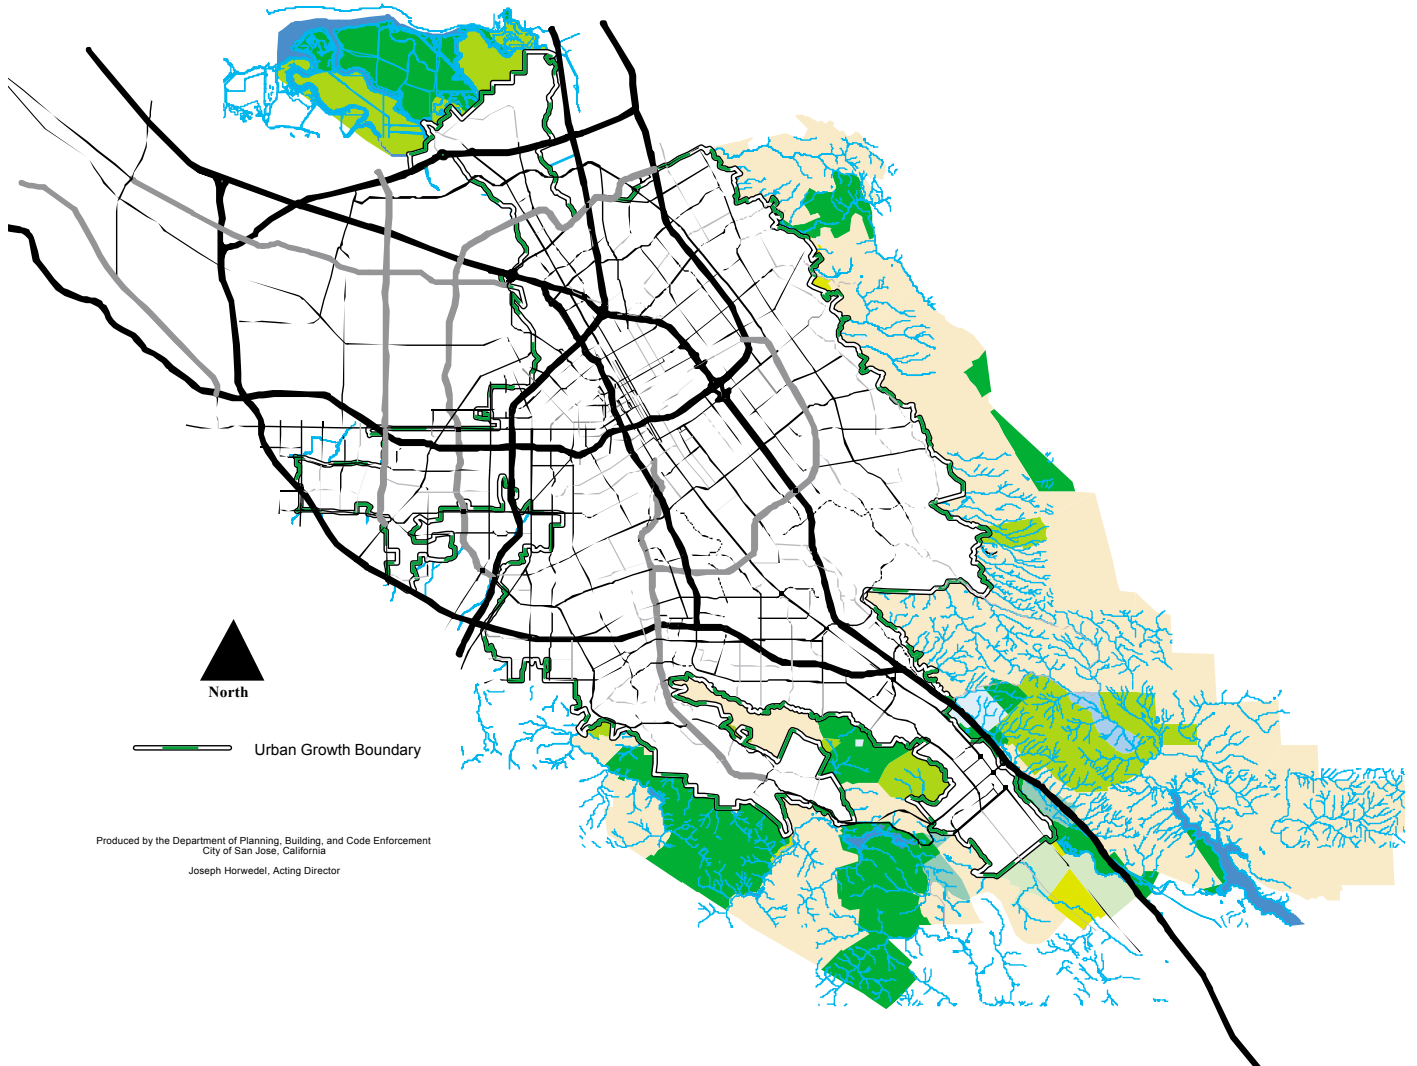 North
Urban Growth Boundary
Produced by the Department of Planning, Building, and Code Enforcement
City of San Jose, California
Joseph Horwedel, Acting Director